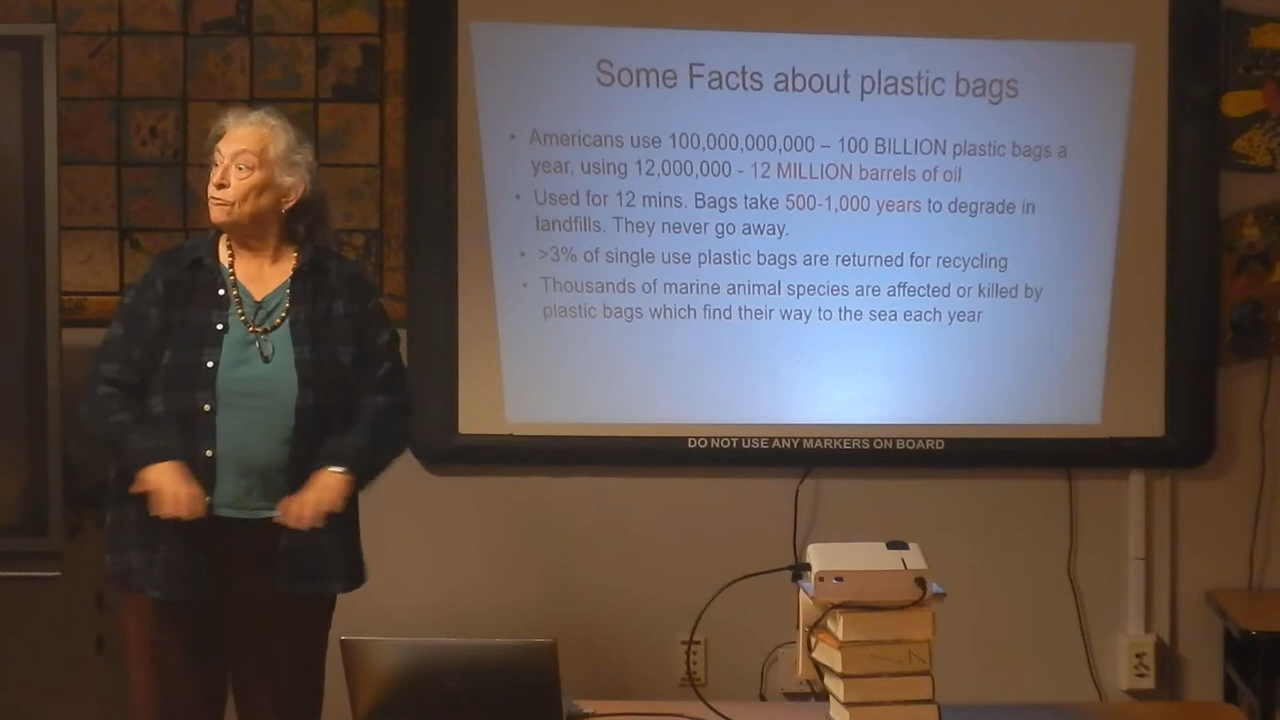 Some Facts about plastic bags
• Americans use 100,000,000,000 – 100 BILLION plastic bags a
year, using 12,000,000 - 12 MILLION barrels of oil
• Used for 12 mins. Bags take 500-1,000 years to degrade in
landfills. They never go away.
• >3% of single use plastic bags are returned for recycling
• Thousands of marine animal species are affected or killed by
plastic bags which find their way to the sea each year
DO NOT USE ANY MARKERS ON BOARD